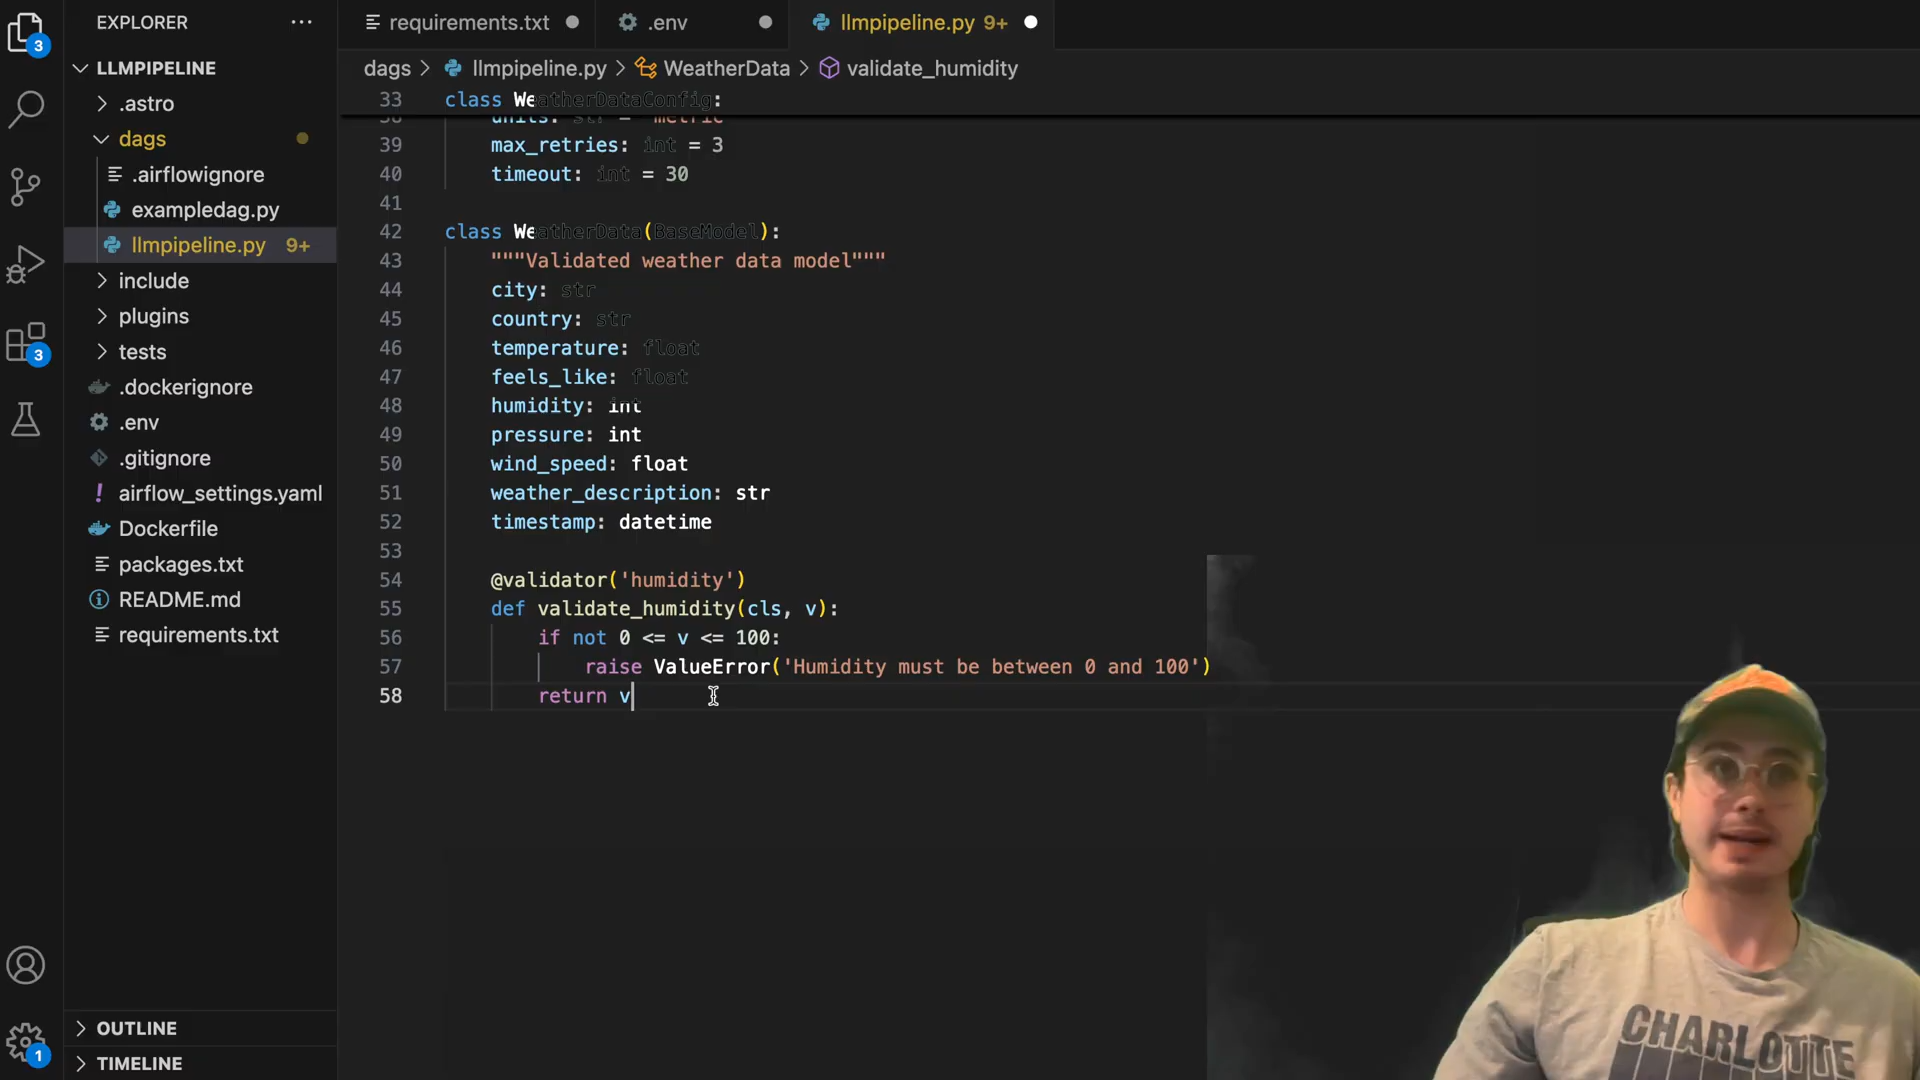 EXPLORER
LLMPIPELINE
.astro
dags
.airflowignore
exampledag.py
llmpipeline.py 9+
include
plugins
tests
.dockerignore
.env
.gitignore
airflow_settings.yaml
Dockerfile
packages.txt
README.md
requirements.txt
OUTLINE
TIMELINE
3
3
1
requirements.txt
.env
llmpipeline.py 9+
dags > llmpipeline.py > WeatherData > validate_humidity
33 class WeatherDataConfig:
38 units: str = "metric"
39 max_retries: int = 3
40 timeout: int = 30
41
42 class WeatherData(BaseModel):
43 """Validated weather data model"""
44 city: str
45 country: str
46 temperature: float
47 feels_like: float
48 humidity: int
49 pressure: int
50 wind_speed: float
51 weather_description: str
52 timestamp: datetime
53
54 @validator('humidity')
55 def validate_humidity(cls, v):
56 if not 0 <= v <= 100:
57 raise ValueError('Humidity must be between 0 and 100')
58 return v
CHARLOTTE